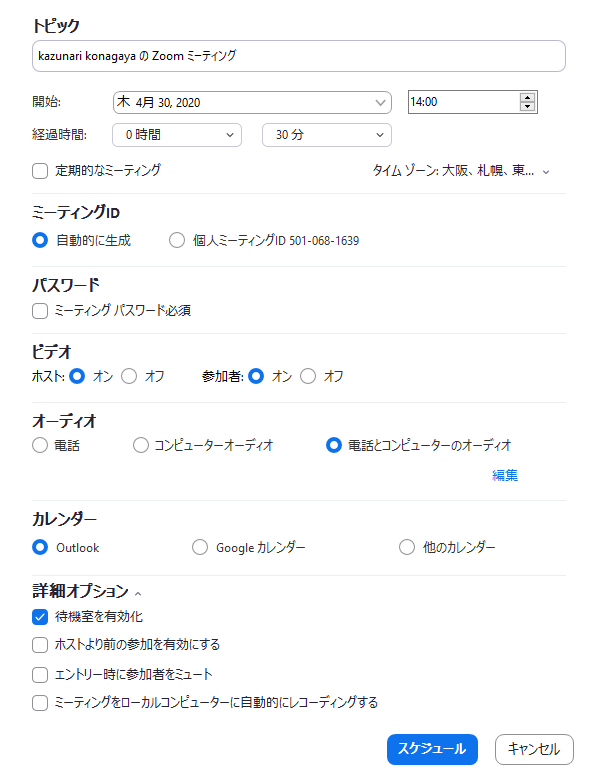 トピック
kazunari konagaya の Zoom ミーティング
開始: 木 4月 30, 2020 14:00
経過時間: 0 時間 30 分
定期的なミーティング タイム ゾーン: 大阪、札幌、東...
ミーティングID
自動的に生成 個人ミーティングID 501-068-1639
パスワード
ミーティング パスワード必須
ビデオ
ホスト: オン オフ 参加者: オン オフ
オーディオ
電話 コンピューターオーディオ 電話とコンピューターのオーディオ
編集
カレンダー
Outlook Google カレンダー 他のカレンダー
詳細オプション
待機室を有効化
ホストより前の参加を有効にする
エントリー時に参加者をミュート
ミーティングをローカルコンピューターに自動的にレコーディングする
スケジュール キャンセル